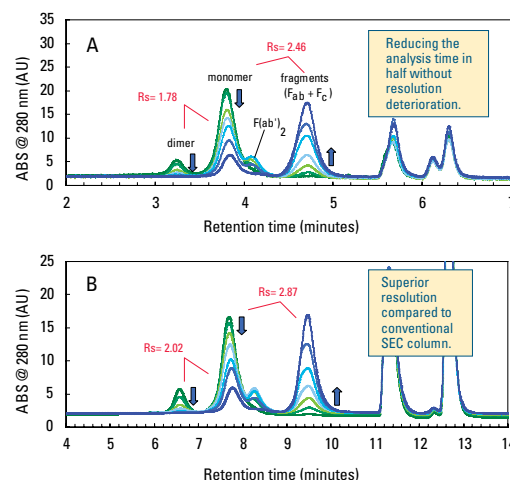 A
ABS @ 280 nm (AU)
35
30
25
20
15
10
5
0
Rs= 2.46
monomer
fragments
(Fab + Fc)
Rs= 1.78
dimer
F(ab')2
Reducing the
analysis time in
half without
resolution
deterioration.
2 3 4 5 6 7
Retention time (minutes)
B
ABS @ 280 nm (AU)
25
20
15
10
5
0
Rs= 2.87
Rs= 2.02
Superior
resolution
compared to
conventional
SEC column.
4 5 6 7 8 9 10 11 12 13 14
Retention time (minutes)